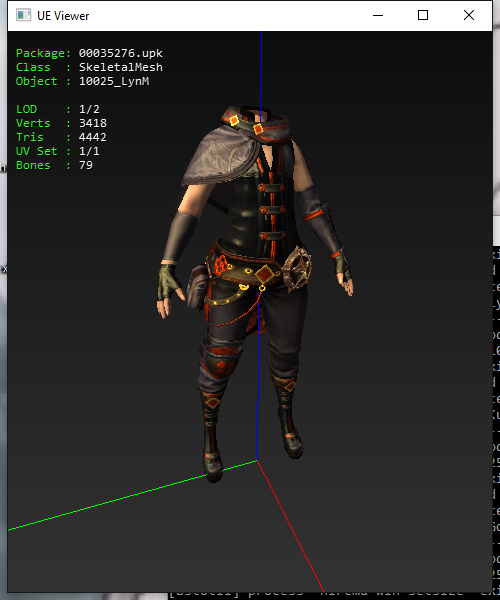 UE Viewer
Package: 00035276.upk
Class  : SkeletalMesh
Object : 10025_LynM
LOD    : 1/2
Verts  : 3418
Tris   : 4442
UV Set : 1/1
Bones  : 79